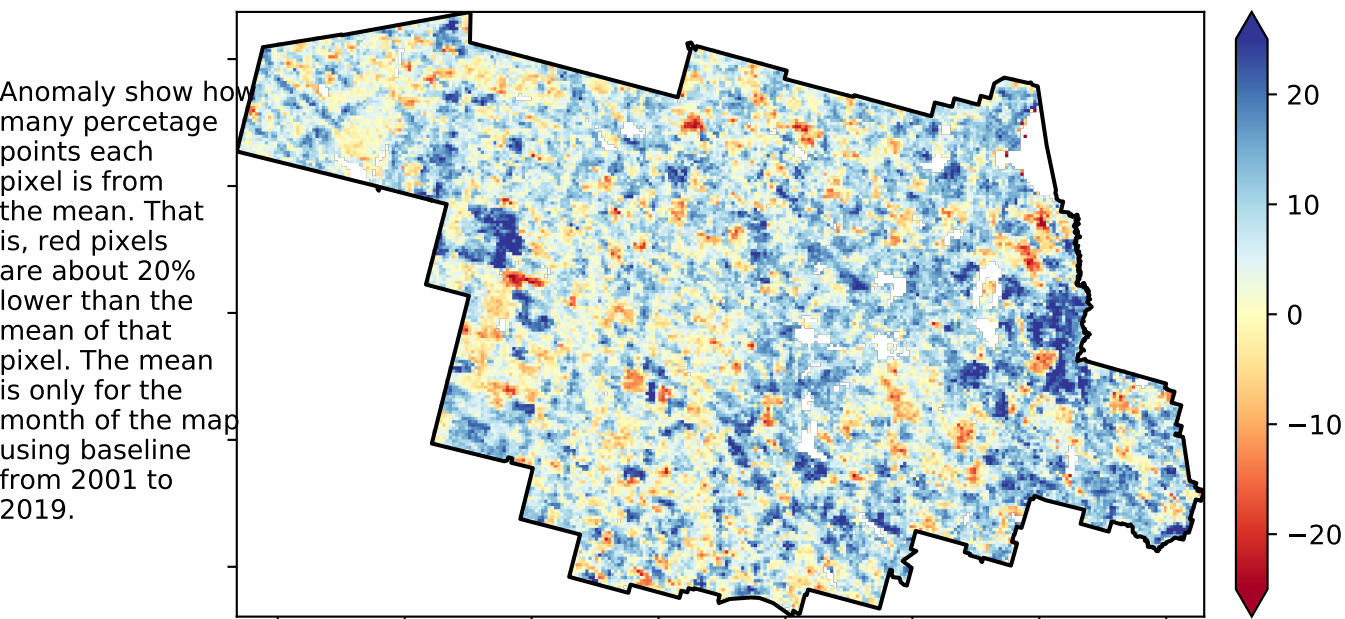 Anomaly show how
many percetage
points each
pixel is from
the mean. That
is, red pixels
are about 20%
lower than the
mean of that
pixel. The mean
is only for the
month of the map
using baseline
from 2001 to
2019.
20
10
0
−10
−20